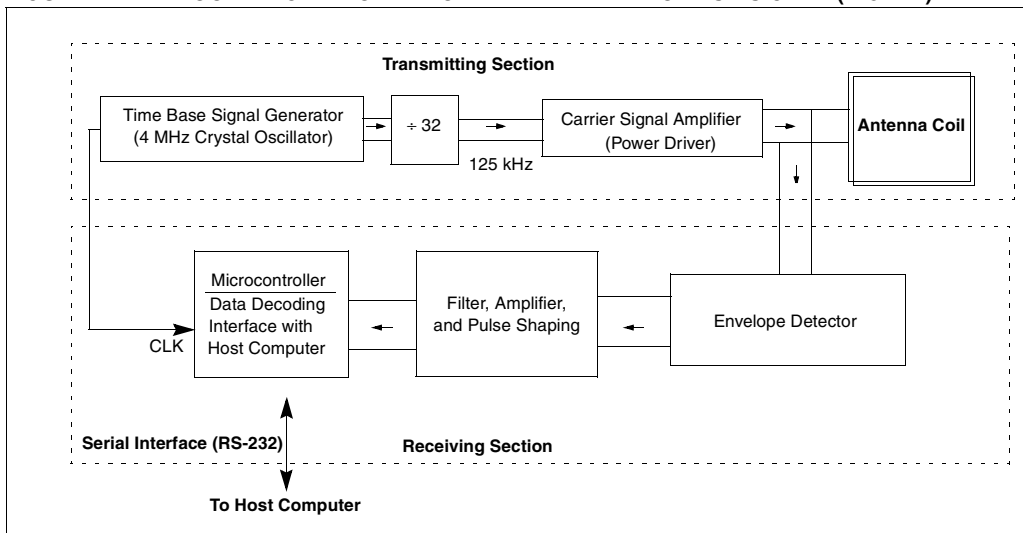 Transmitting Section
Time Base Signal Generator
(4 MHz Crystal Oscillator)
÷ 32
125 kHz
Carrier Signal Amplifier
(Power Driver)
Antenna Coil
CLK
Microcontroller
Data Decoding
Interface with
Host Computer
Filter, Amplifier,
and Pulse Shaping
Envelope Detector
Serial Interface (RS-232)
Receiving Section
To Host Computer